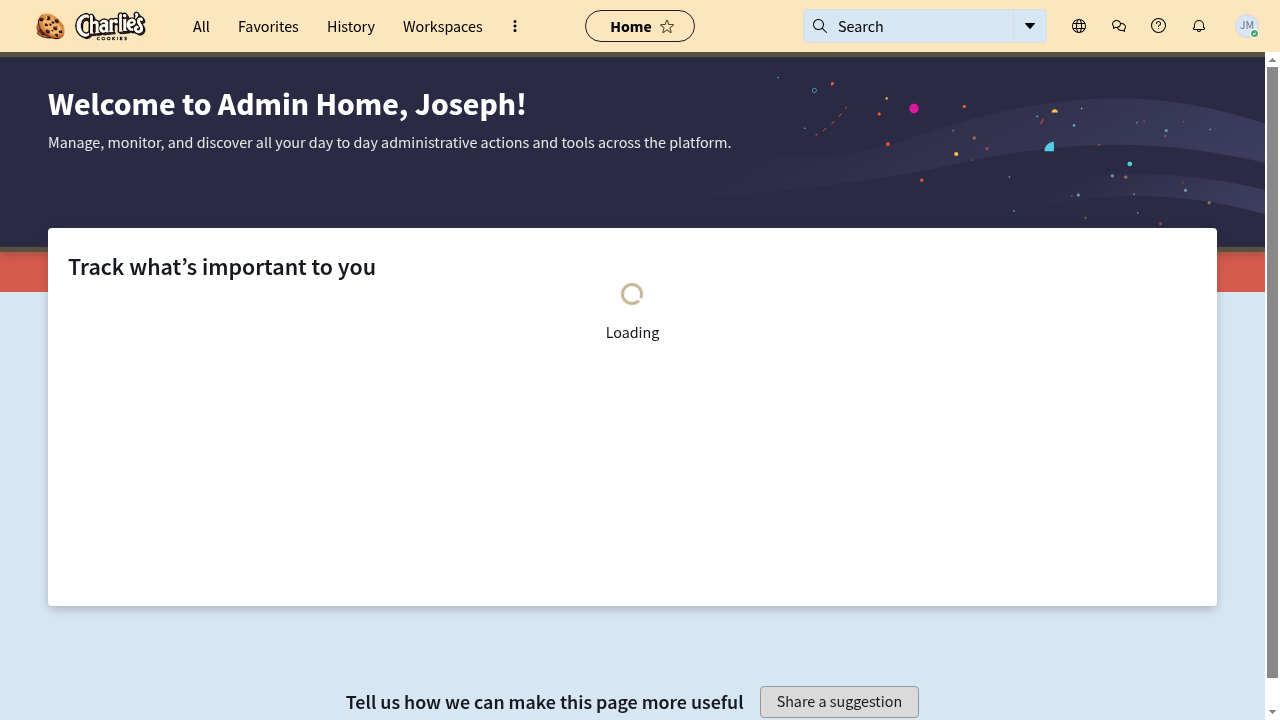 Charlie's
COOKIES
All
Favorites
History
Workspaces
Home
Search
JM
Welcome to Admin Home, Joseph!
Manage, monitor, and discover all your day to day administrative actions and tools across the platform.
Track what’s important to you
Loading
Tell us how we can make this page more useful
Share a suggestion